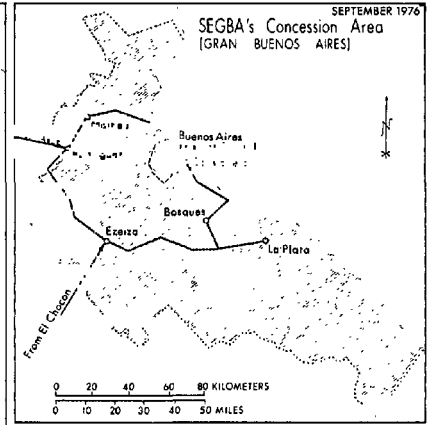 SEPTEMBER 1976
SEGBA's Concession Area
[GRAN BUENOS AIRES]
Buenos Aires
Bosques
Ezeiza
La Plata
From El Chocon
0 20 40 60 80 KILOMETERS
0 10 20 30 40 50 MILES